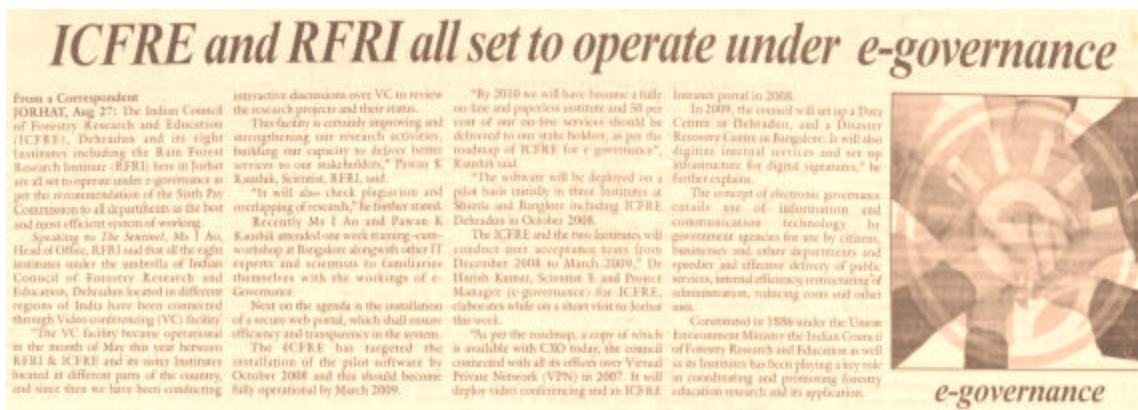 ICFRE and RFRI all set to operate under e-governance
From a Correspondent
JORHAT, Aug 27: The Indian Council
of Forestry Research and Education
(ICFRE), Dehradun and its eight
Institutes including the Rain Forest
Research Institute (RFRI) here in Jorhat
are all set to operate under e-governance as
per the recommendation of the Sixth Pay
Commission to all departments as the best
and most efficient system of working.
Speaking to The Sentinel, Ms I Ao,
Head of Office, RFRI said that all the eight
institutes under the umbrella of Indian
Council of Forestry Research and
Education, Dehradun located in different
regions of India have been connected
through Video conferencing (VC) facility
"The VC facility became operational
in the month of May this year between
RFRI & ICFRE and its sister Institutes
located at different parts of the country,
and since then we have been conducting
interactive discussions over VC to review
the research projects and their status.
This facility is certainly improving and
strengthening our research activities,
building our capacity to deliver better
services to our stakeholders," Pawan K
Kaushik, Scientist, RFRI, said.
"It will also check plagiarism and
overlapping of research," he further stated.
Recently Ms I Ao and Pawan K
Kaushik attended one week training-cum-
workshop at Bangalore alongwith other IT
experts and scientists to familiarize
themselves with the workings of e-
Governance
Next on the agenda is the installation
of a secure web portal, which shall ensure
efficiency and transparency in the system.
The ICFRE has targeted the
installation of the pilot software by
October 2008 and this should become
fully operational by March 2009.
"By 2010 we will have become a fully
on-line and paperless institute and 50 per
cent of our on-line services should be
delivered to our stake holders, as per the
roadmap of ICFRE for e-governance",
Kaushik said.
"The software will be deployed on a
pilot basis initially in three Institutes at
Shimla and Banglore including ICFRE
Dehradun in October 2008.
The ICFRE and the two Institutes will
conduct user acceptance tests from
December 2008 to March 2009," Dr
Harish Kumar, Scientist E and Project
Manager (e-governance) for ICFRE,
elaborates while on a short visit to Jorhat
this week.
"As per the roadmap, a copy of which
is available with CXO today, the council
connected with all its offices over Virtual
Private Network (VPN) in 2007. It will
deploy video conferencing and an ICFRE
Intranet portal in 2008.
In 2009, the council will set up a Data
Centre in Dehradun, and a Disaster
Recovery Centre in Bangalore. It will also
digitize internal services and set up
infrastructure for digital signatures," he
further explains.
The concept of electronic governance
entails use of information and
communication technology by
government agencies for use by citizens,
businesses and other departments and
speedier and effective delivery of public
services, internal efficiency, restructuring of
administration, reducing costs and other
uses.
Constituted in 1886 under the Union
Environment Ministry the Indian Council
of Forestry Research and Education as well
as its Institutes has been playing a key role
in coordinating and promoting forestry
education research and its application.
e-governance